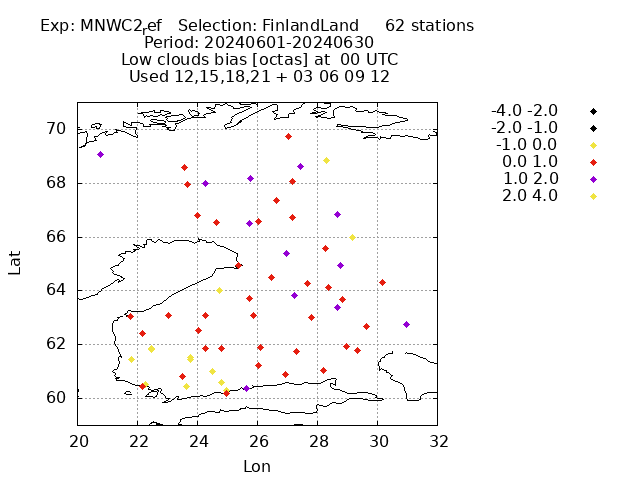 Exp: MNWC2ref   Selection: FinlandLand     62 stations
Period: 20240601-20240630
Low clouds bias [octas] at  00 UTC
Used 12,15,18,21 + 03 06 09 12
-4.0 -2.0
-2.0 -1.0
-1.0 0.0
0.0 1.0
1.0 2.0
2.0 4.0
70
68
66
64
62
60
Lat
20 22 24 26 28 30 32
Lon